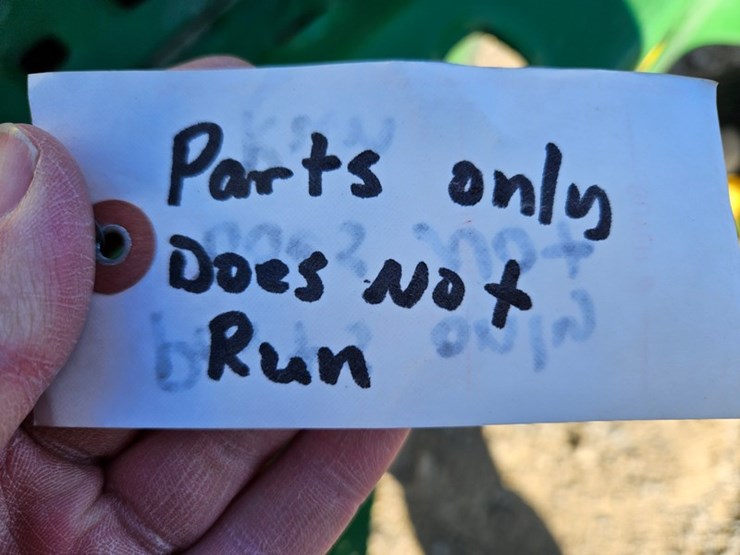 Parts only
Does Not
Run